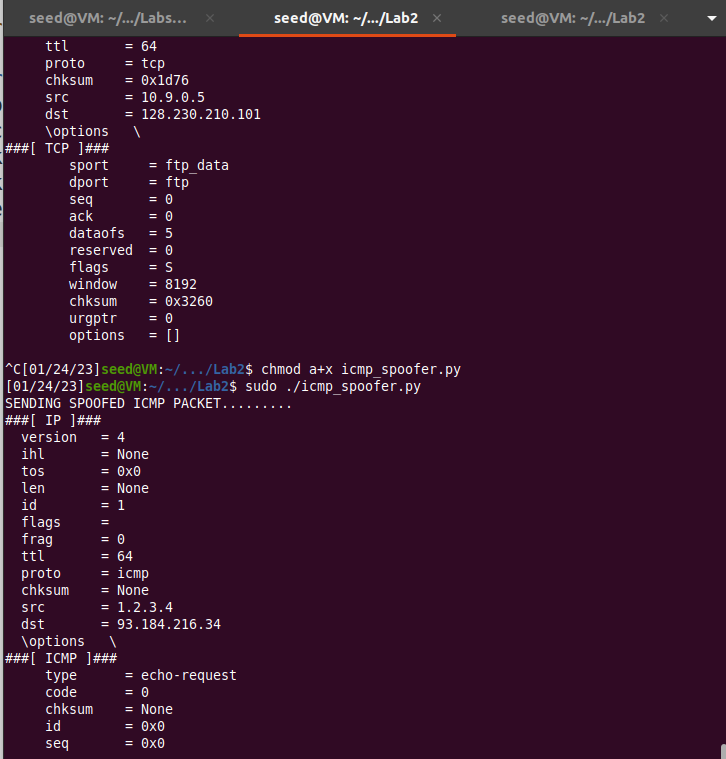 seed@VM: ~/.../Labs... × seed@VM: ~/.../Lab2 × seed@VM: ~/.../Lab2 ×
ttl = 64
proto = tcp
chksum = 0x1d76
src = 10.9.0.5
dst = 128.230.210.101
\options \
###[ TCP ]###
sport = ftp_data
dport = ftp
seq = 0
ack = 0
dataofs = 5
reserved = 0
flags = S
window = 8192
chksum = 0x3260
urgptr = 0
options = []
^C[01/24/23]seed@VM:~/.../Lab2$ chmod a+x icmp_spoofer.py
[01/24/23]seed@VM:~/.../Lab2$ sudo ./icmp_spoofer.py
SENDING SPOOFED ICMP PACKET.........
###[ IP ]###
version = 4
ihl = None
tos = 0x0
len = None
id = 1
flags =
frag = 0
ttl = 64
proto = icmp
chksum = None
src = 1.2.3.4
dst = 93.184.216.34
\options \
###[ ICMP ]###
type = echo-request
code = 0
chksum = None
id = 0x0
seq = 0x0